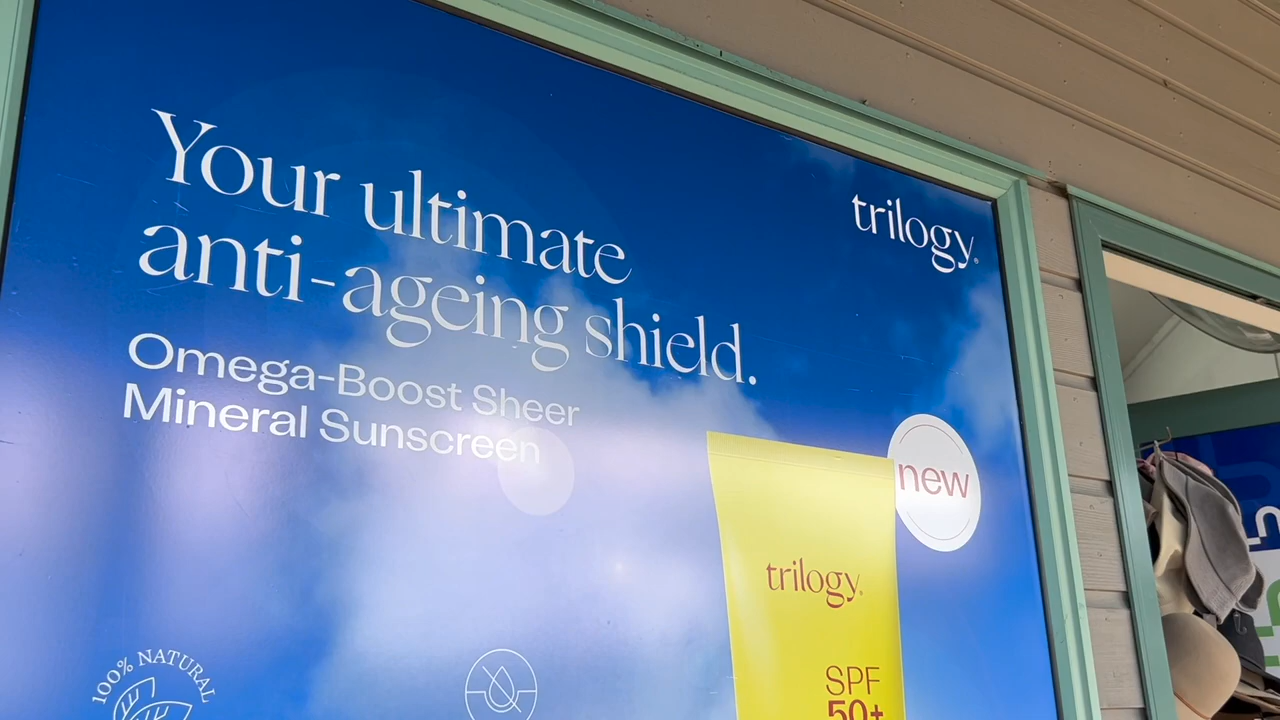 Your ultimate
anti-ageing shield.
Omega-Boost Sheer
Mineral Sunscreen
trilogy®
new
trilogy®
SPF
50+
100% NATURAL